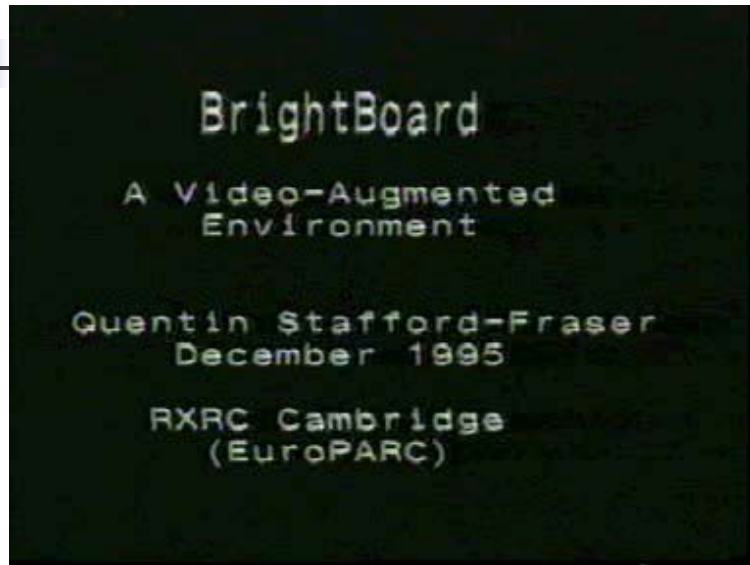 BrightBoard
A Video-Augmented
Environment
Quentin Stafford-Fraser
December 1995
RXRC Cambridge
(EuroPARC)